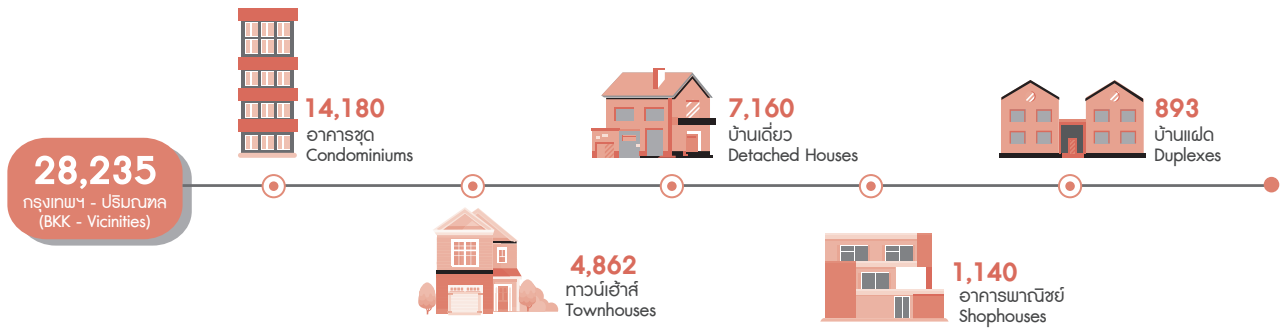 28,235
กรุงเทพฯ - ปริมณฑล
(BKK - Vicinities)
14,180
อาคารชุด
Condominiums
4,862
ทาวน์เฮ้าส์
Townhouses
7,160
บ้านเดี่ยว
Detached Houses
1,140
อาคารพาณิชย์
Shophouses
893
บ้านแฝด
Duplexes